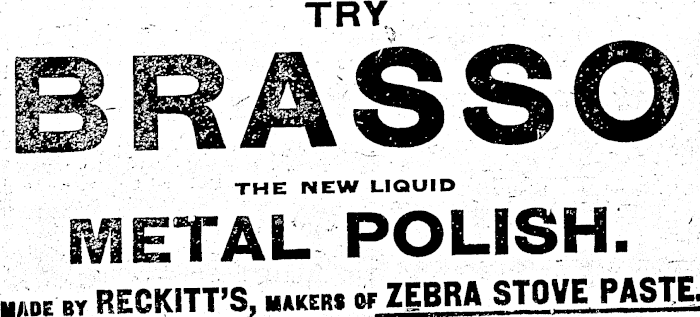 TRY
BRASSO
THE NEW LIQUID
METAL POLISH.
MADE BY RECKITT'S, MAKERS OF ZEBRA STOVE PASTE.